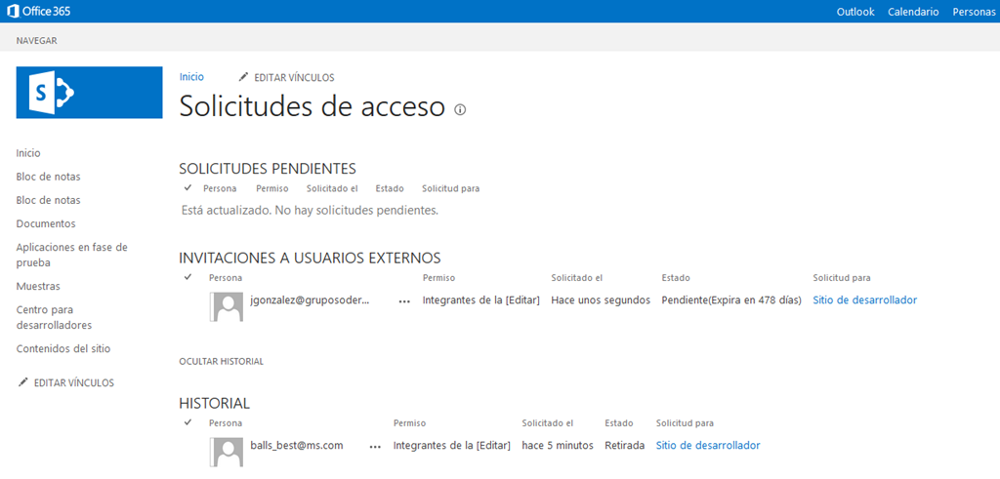 Office 365 Outlook Calendario Personas
NAVEGAR
S
Inicio EDITAR VÍNCULOS
Solicitudes de acceso
Inicio
Bloc de notas
Bloc de notas
Documentos
Aplicaciones en fase de
prueba
Muestras
Centro para
desarrolladores
Contenidos del sitio
EDITAR VÍNCULOS
SOLICITUDES PENDIENTES
Persona Permiso Solicitado el Estado Solicitud para
Está actualizado. No hay solicitudes pendientes.
INVITACIONES A USUARIOS EXTERNOS
Persona Permiso Solicitado el Estado Solicitud para
jgonzalez@gruposoder... ... Integrantes de la [Editar] Hace unos segundos Pendiente(Expira en 478 días) Sitio de desarrollador
OCULTAR HISTORIAL
HISTORIAL
Persona Permiso Solicitado el Estado Solicitud para
balls_best@ms.com ... Integrantes de la [Editar] hace 5 minutos Retirada Sitio de desarrollador